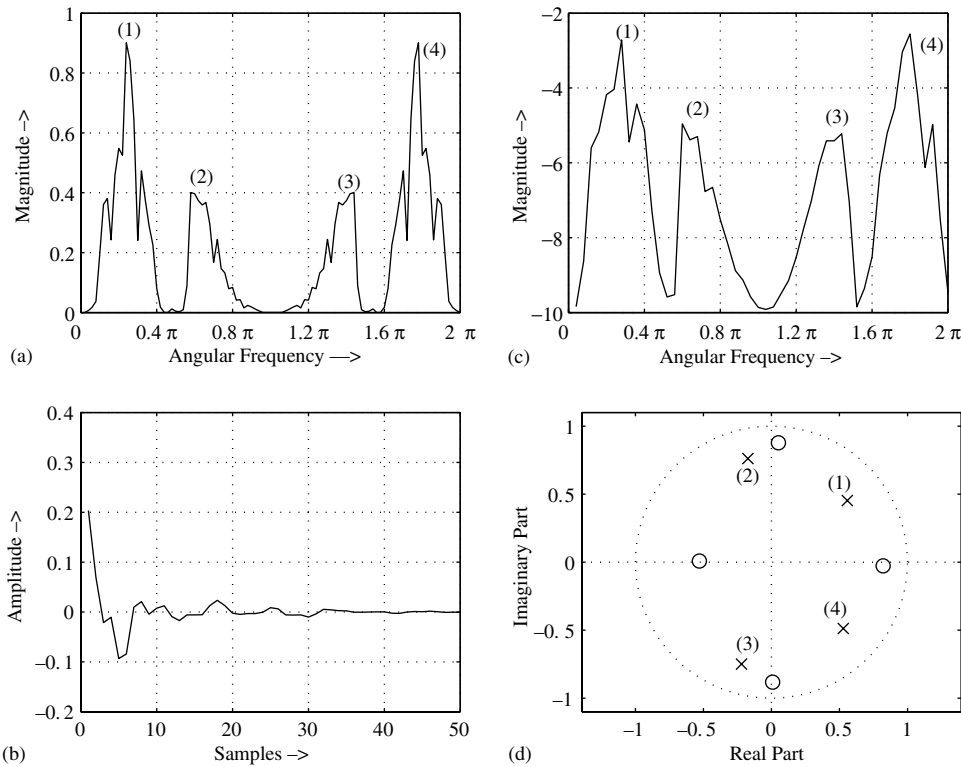 1
0.8
0.6
0.4
0.2
0
Magnitude –>
(1)
(2)
(3)
(4)
0 0.4 π 0.8 π 1.2 π 1.6 π 2 π
Angular Frequency —>
(a)
−2
−4
−6
−8
−10
Magnitude –>
(1)
(2)
(3)
(4)
0 0.4 π 0.8 π 1.2 π 1.6 π 2 π
Angular Frequency –>
(c)
0.4
0.3
0.2
0.1
0
−0.1
−0.2
Amplitude –>
0 10 20 30 40 50
Samples –>
(b)
1
0.5
0
−0.5
−1
Imaginary Part
(2)
(1)
(4)
(3)
−1 −0.5 0 0.5 1
Real Part
(d)